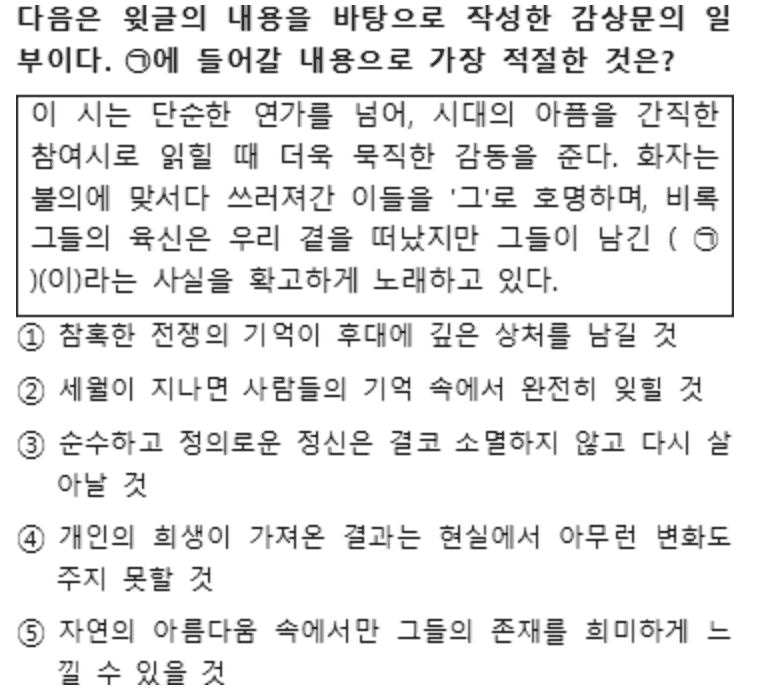 다음은 윗글의 내용을 바탕으로 작성한 감상문의 일
부이다. ㉠에 들어갈 내용으로 가장 적절한 것은?
이 시는 단순한 연가를 넘어, 시대의 아픔을 간직한
참여시로 읽힐 때 더욱 묵직한 감동을 준다. 화자는
불의에 맞서다 쓰러져간 이들을 '그'로 호명하며, 비록
그들의 육신은 우리 곁을 떠났지만 그들이 남긴 ( ㉠
)(이)라는 사실을 확고하게 노래하고 있다.
① 참혹한 전쟁의 기억이 후대에 깊은 상처를 남길 것
② 세월이 지나면 사람들의 기억 속에서 완전히 잊힐 것
③ 순수하고 정의로운 정신은 결코 소멸하지 않고 다시 살
아날 것
④ 개인의 희생이 가져온 결과는 현실에서 아무런 변화도
주지 못할 것
⑤ 자연의 아름다움 속에서만 그들의 존재를 희미하게 느
낄 수 있을 것